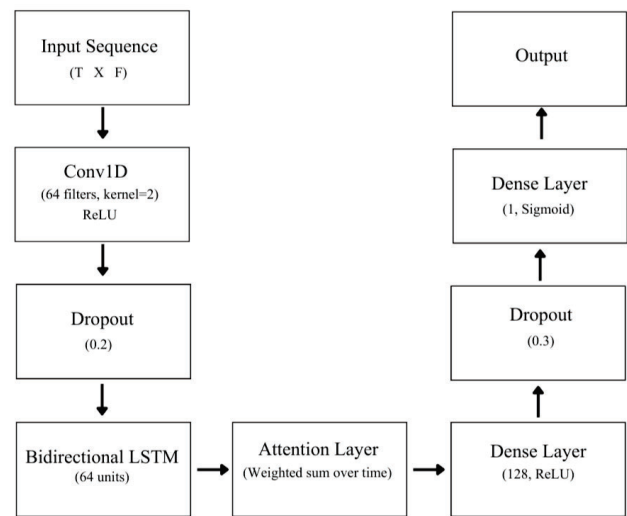 Input Sequence
(T X F)
Conv1D
(64 filters, kernel=2)
ReLU
Dropout
(0.2)
Bidirectional LSTM
(64 units)
Attention Layer
(Weighted sum over time)
Dense Layer
(128, ReLU)
Dropout
(0.3)
Dense Layer
(1, Sigmoid)
Output